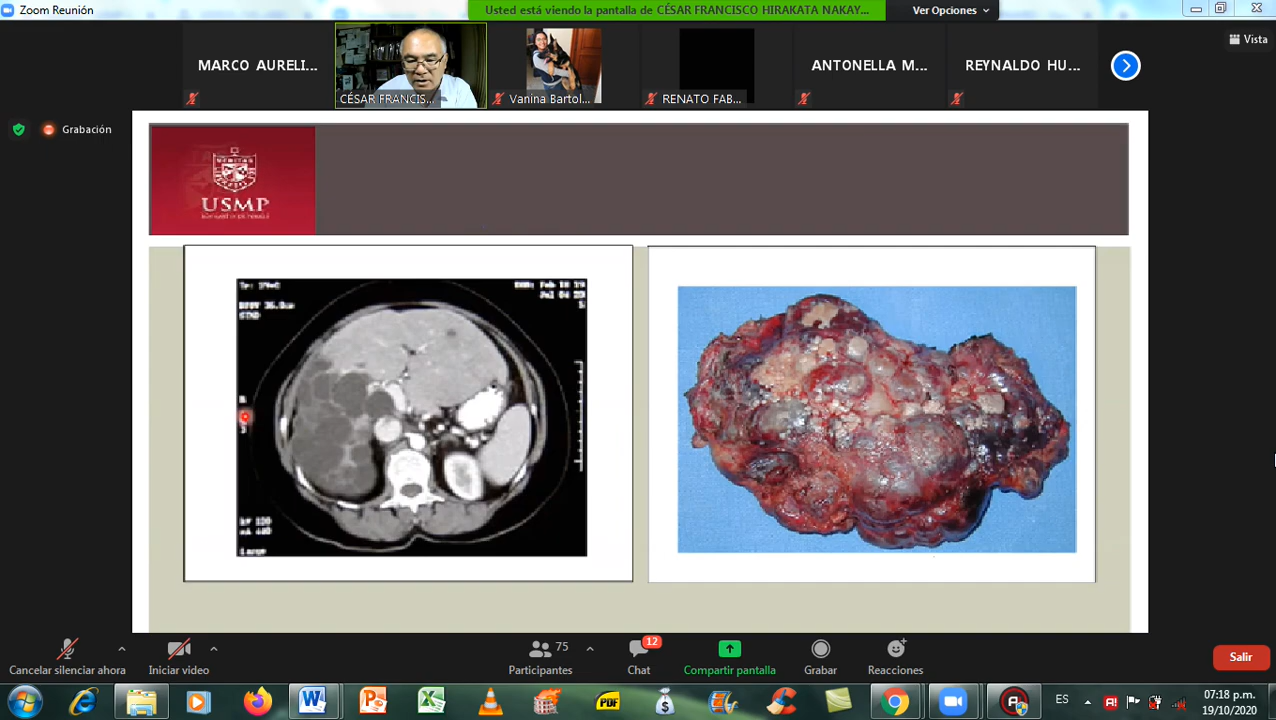 Zoom Reunión
Usted está viendo la pantalla de CÉSAR FRANCISCO HIRAKATA NAKAY...
Ver Opciones
Vista
MARCO AURELI...
CÉSAR FRANCIS...
Vanina Bartol...
RENATO FAB...
ANTONELLA M...
REYNALDO HU...
Grabación
USMP
Large
Cancelar silenciar ahora
Iniciar video
75
Participantes
12
Chat
Compartir pantalla
Grabar
Reacciones
Salir
PDF
ES
07:18 p.m.
19/10/2020